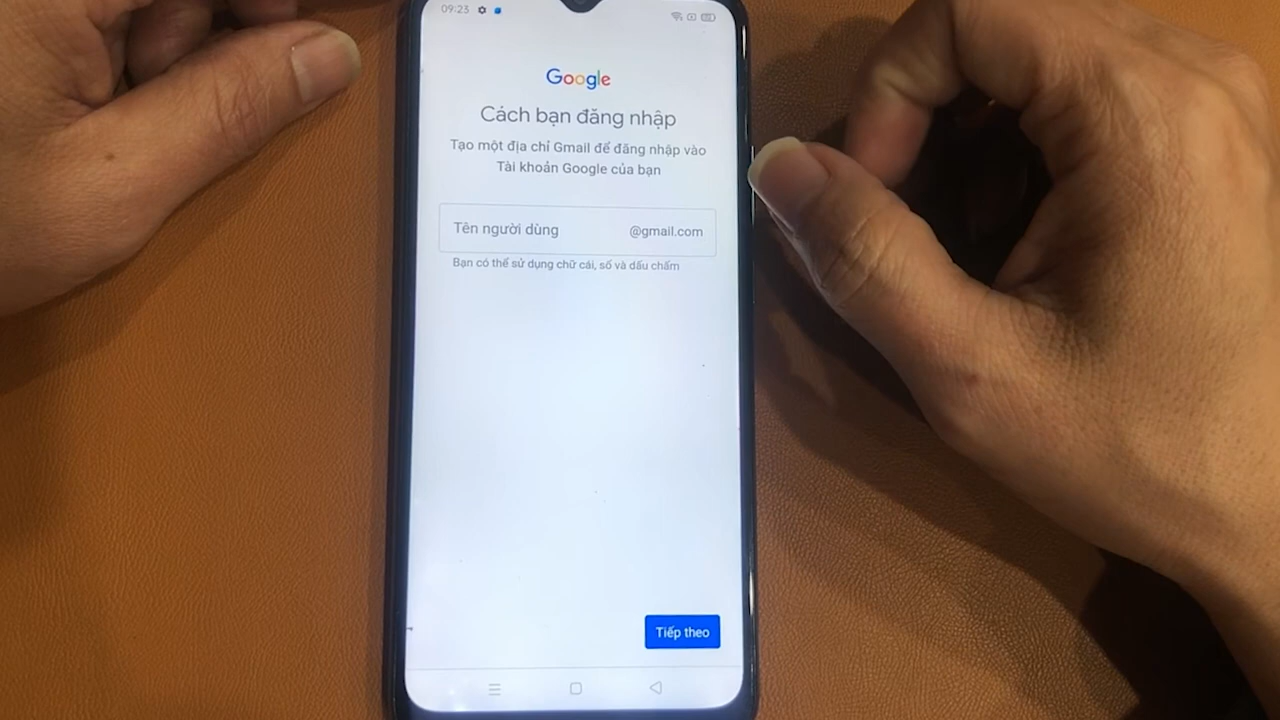 09:23
Google
Cách bạn đăng nhập
Tạo một địa chỉ Gmail để đăng nhập vào
Tài khoản Google của bạn
Tên người dùng @gmail.com
Bạn có thể sử dụng chữ cái, số và dấu chấm
Tiếp theo